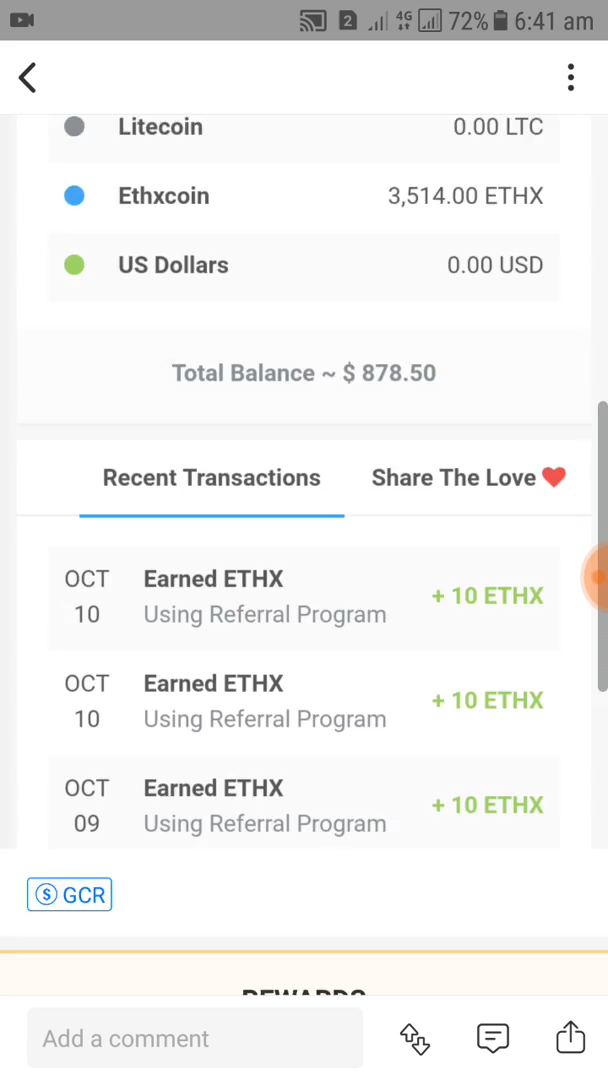 2 4G 72% 6:41 am
Litecoin 0.00 LTC
Ethxcoin 3,514.00 ETHX
US Dollars 0.00 USD
Total Balance ~ $ 878.50
Recent Transactions Share The Love
OCT Earned ETHX
10 Using Referral Program + 10 ETHX
OCT Earned ETHX
10 Using Referral Program + 10 ETHX
OCT Earned ETHX
09 Using Referral Program + 10 ETHX
$ GCR
REWARDS
Add a comment